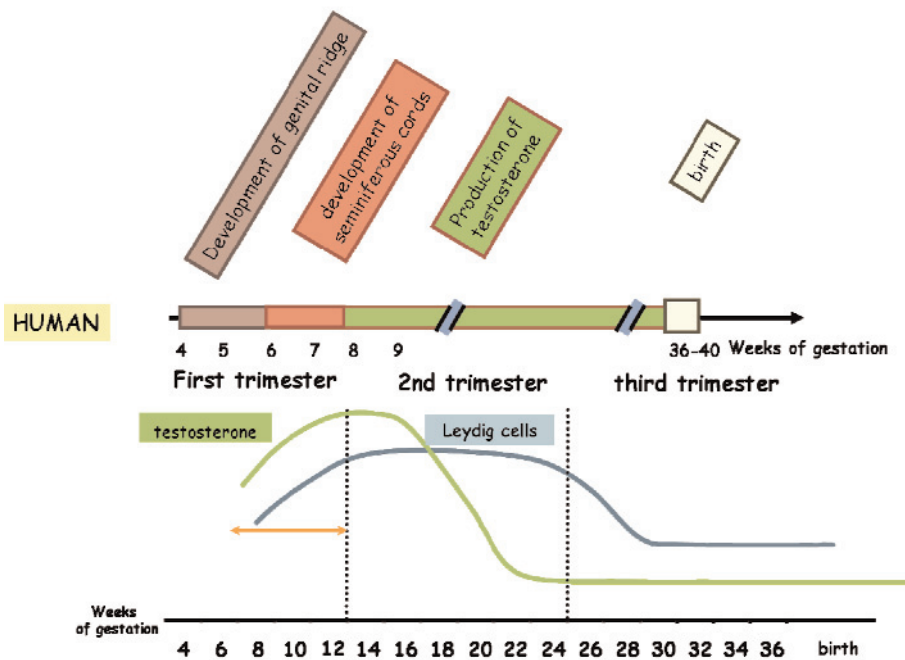 Development of genital ridge
development of
seminiferous cords
Production of
testosterone
birth
HUMAN
4 5 6 7 8 9 36-40 Weeks of gestation
First trimester 2nd trimester third trimester
testosterone Leydig cells
Weeks
of gestation
4 6 8 10 12 14 16 18 20 22 24 26 28 30 32 34 36 birth